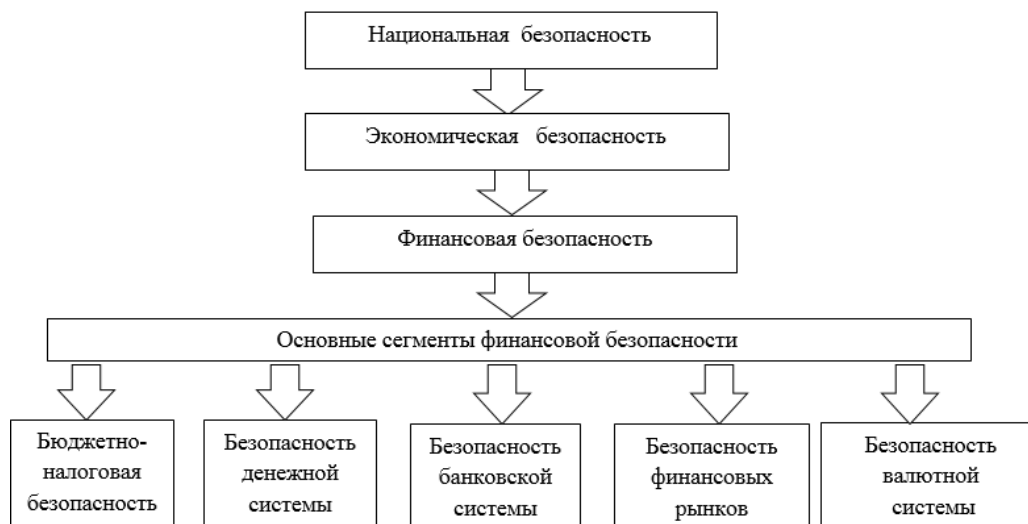 Национальная безопасность
Экономическая безопасность
Финансовая безопасность
Основные сегменты финансовой безопасности
Бюджетно-
налоговая
безопасность
Безопасность
денежной
системы
Безопасность
банковской
системы
Безопасность
финансовых
рынков
Безопасность
валютной
системы